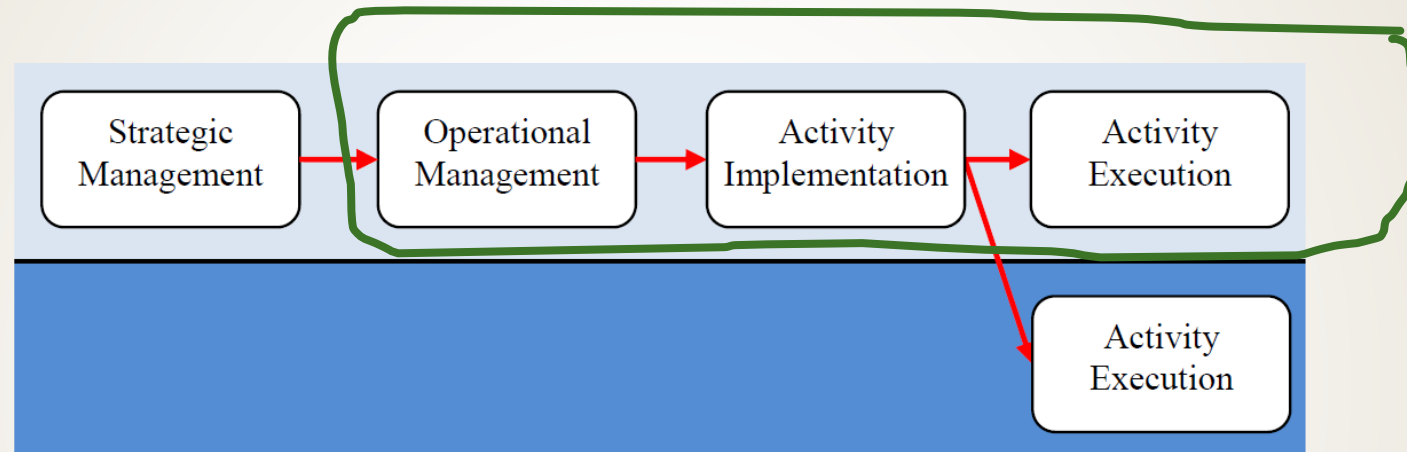 Strategic
Management
Operational
Management
Activity
Implementation
Activity
Execution
Activity
Execution